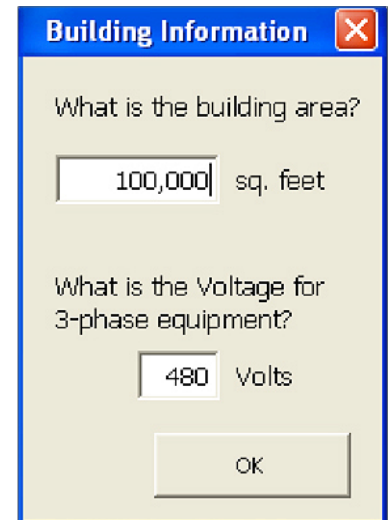 Building Information
What is the building area?
100,000 sq. feet
What is the Voltage for
3-phase equipment?
480 Volts
OK